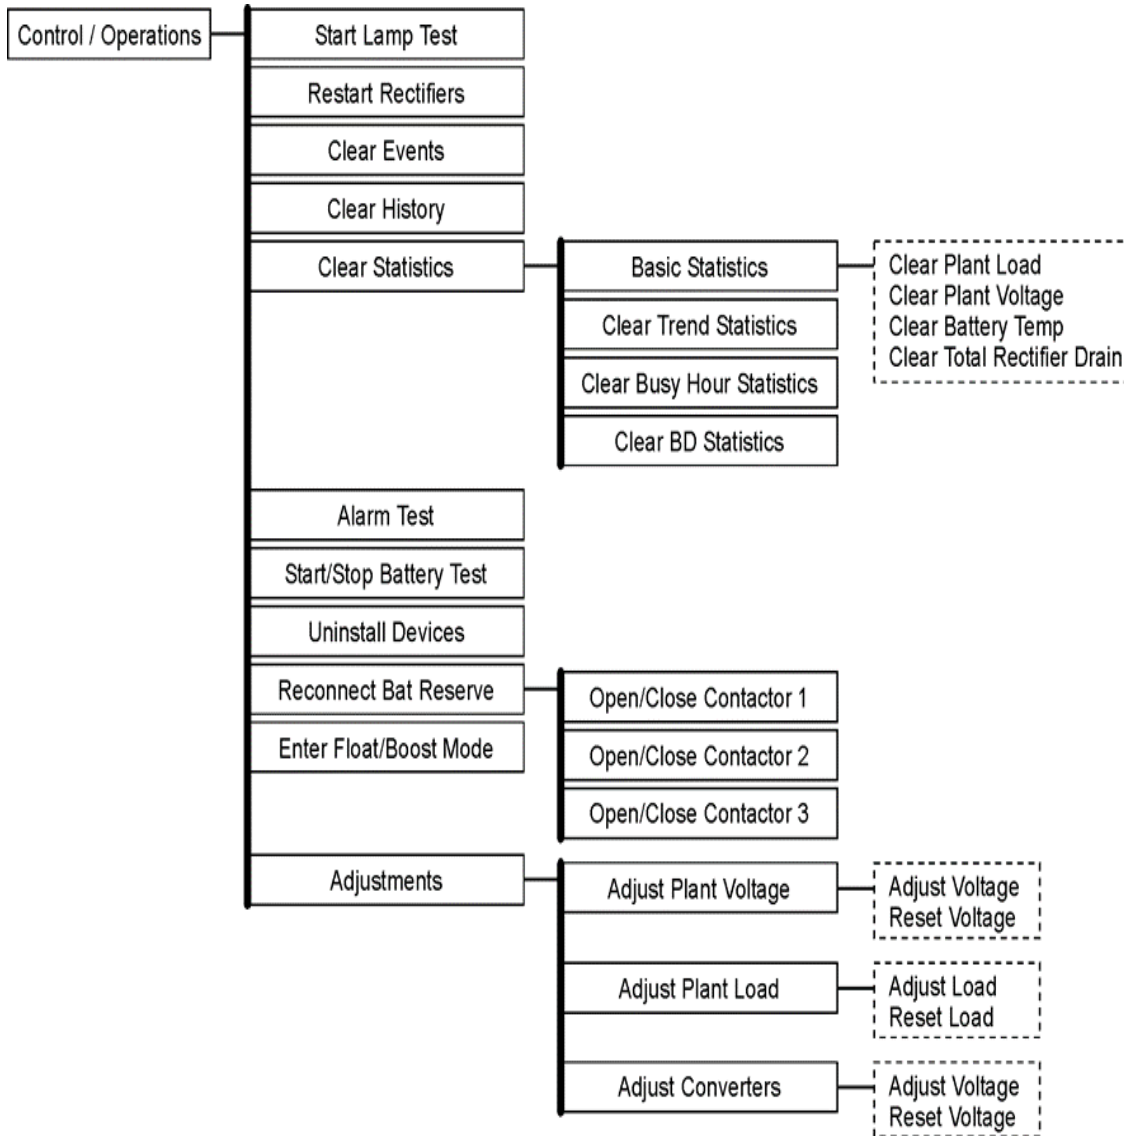 Control / Operations
Start Lamp Test
Restart Rectifiers
Clear Events
Clear History
Clear Statistics
Basic Statistics
Clear Plant Load
Clear Plant Voltage
Clear Battery Temp
Clear Total Rectifier Drain
Clear Trend Statistics
Clear Busy Hour Statistics
Clear BD Statistics
Alarm Test
Start/Stop Battery Test
Uninstall Devices
Reconnect Bat Reserve
Open/Close Contactor 1
Enter Float/Boost Mode
Open/Close Contactor 2
Open/Close Contactor 3
Adjustments
Adjust Plant Voltage
Adjust Voltage
Reset Voltage
Adjust Plant Load
Adjust Load
Reset Load
Adjust Converters
Adjust Voltage
Reset Voltage